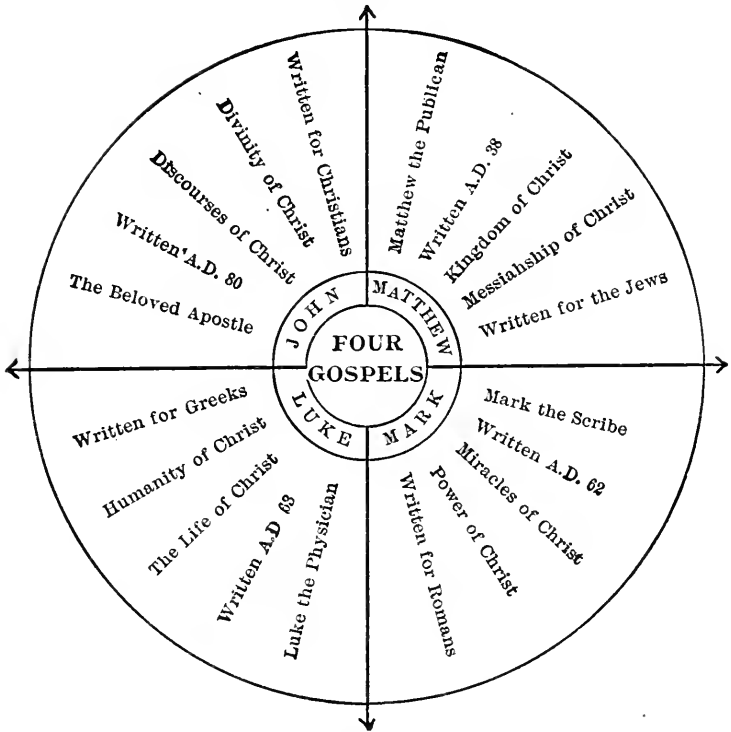 FOUR
GOSPELS
MATTHEW
Matthew the Publican
Written A.D. 38
Kingdom of Christ
Messiahship of Christ
Written for the Jews
MARK
Mark the Scribe
Written A.D. 62
Miracles of Christ
Power of Christ
Written for Romans
LUKE
Luke the Physician
Written A.D 63
The Life of Christ
Humanity of Christ
Written for Greeks
JOHN
The Beloved Apostle
Written A.D. 80
Discourses of Christ
Divinity of Christ
Written for Christians